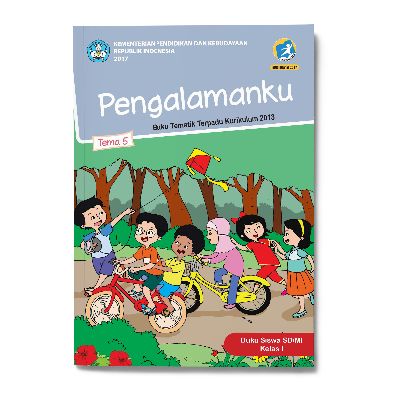 KEMENTERIAN PENDIDIKAN DAN KEBUDAYAAN
REPUBLIK INDONESIA
2017
Pengalamanku
Buku Tematik Terpadu Kurikulum 2013
Tema 5
Buku Siswa SD/MI
Kelas I